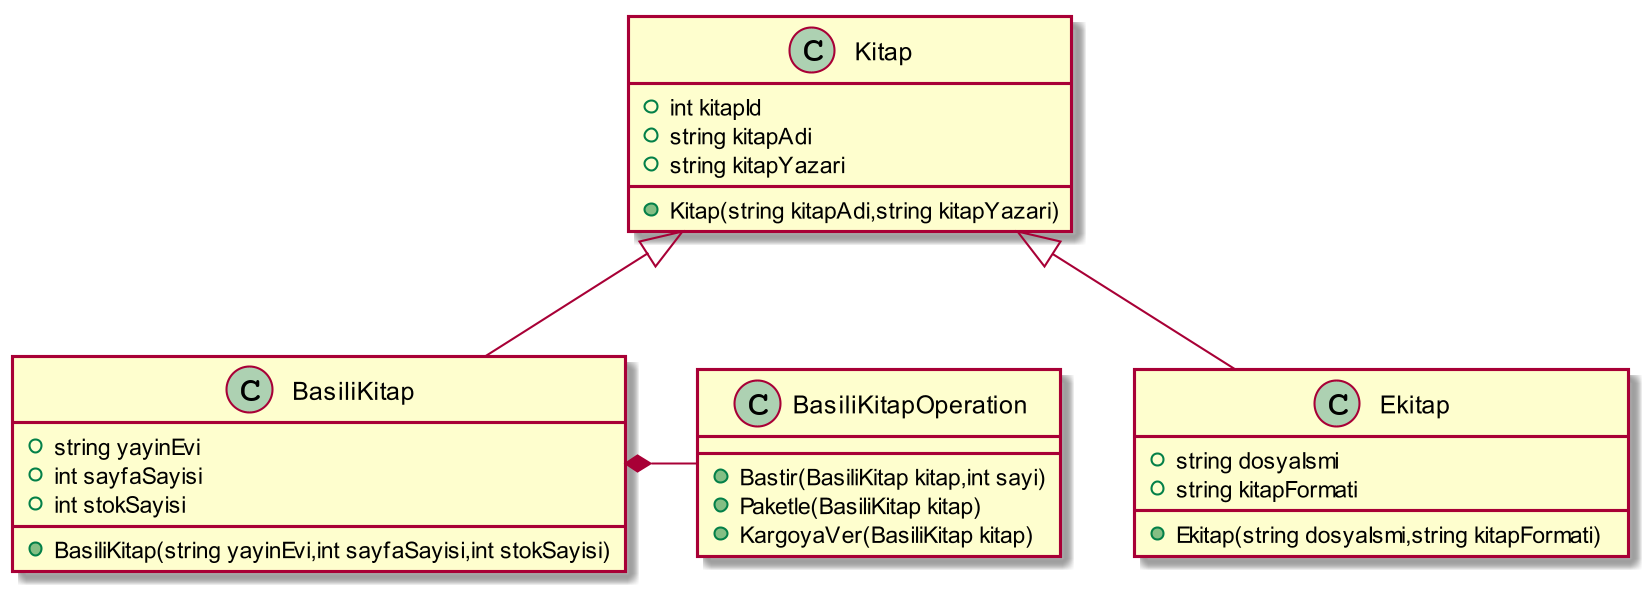 C Kitap
int kitapId
string kitapAdi
string kitapYazari
Kitap(string kitapAdi,string kitapYazari)
C BasiliKitap
string yayinEvi
int sayfaSayisi
int stokSayisi
BasiliKitap(string yayinEvi,int sayfaSayisi,int stokSayisi)
C BasiliKitapOperation
Bastir(BasiliKitap kitap,int sayi)
Paketle(BasiliKitap kitap)
KargoyaVer(BasiliKitap kitap)
C Ekitap
string dosyaIsmi
string kitapFormati
Ekitap(string dosyaIsmi,string kitapFormati)